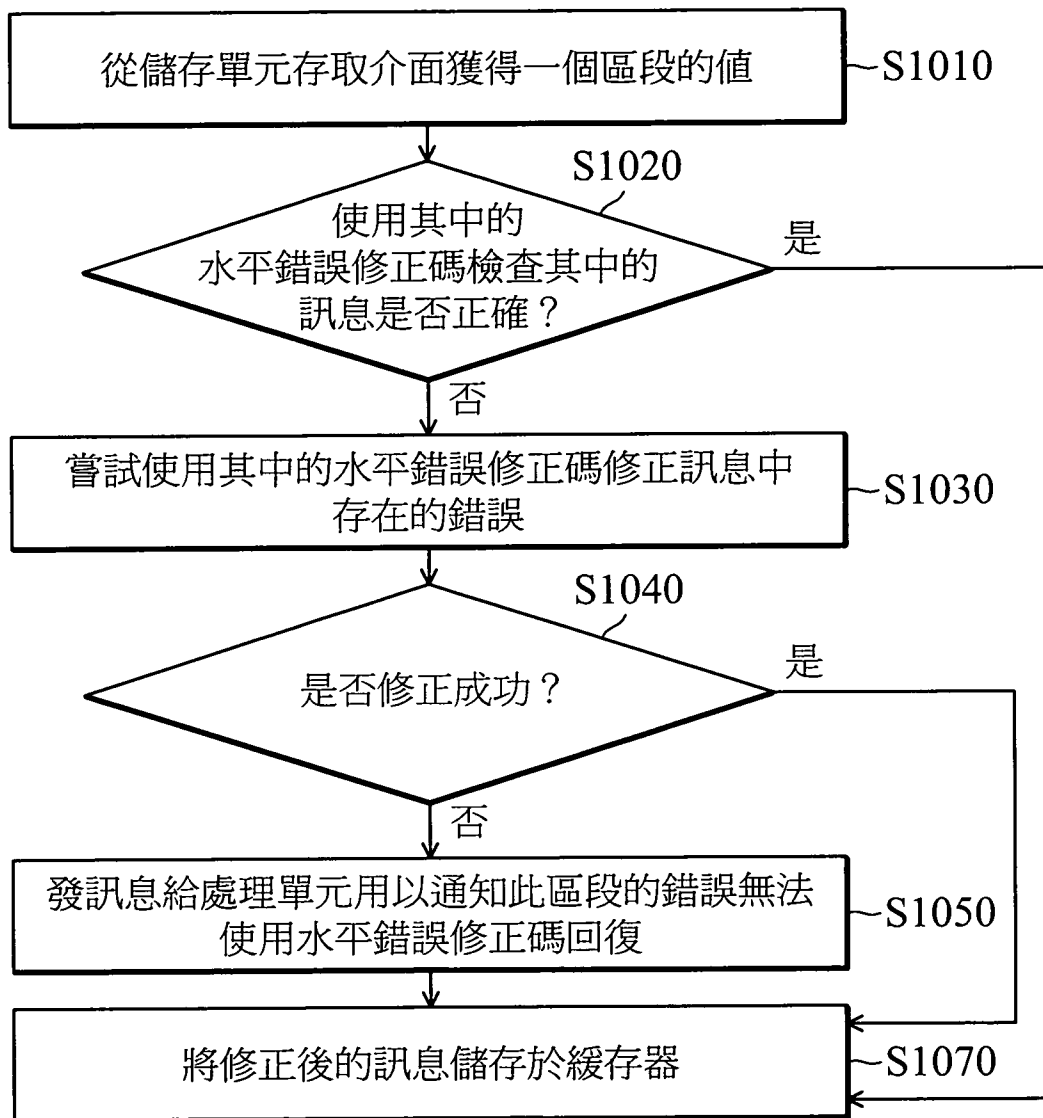 從儲存單元存取介面獲得一個區段的值
S1010
S1020
使用其中的
水平錯誤修正碼檢查其中的
訊息是否正確？
是
否
嘗試使用其中的水平錯誤修正碼修正訊息中
存在的錯誤
S1030
S1040
是否修正成功？
是
否
發訊息給處理單元用以通知此區段的錯誤無法
使用水平錯誤修正碼回復
S1050
將修正後的訊息儲存於緩存器
S1070